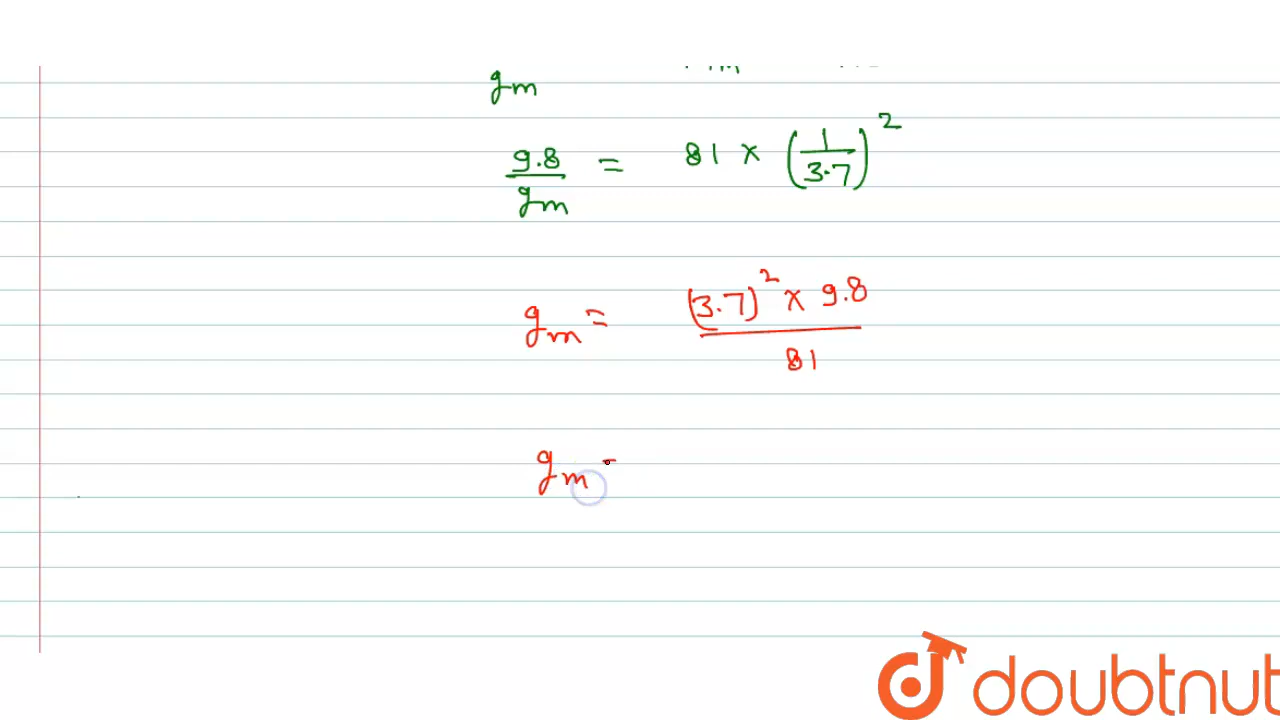 gm
9.8/gm = 81 × (1/3.7)²
gm = (3.7)² × 9.8 / 81
gm =
doubtnut